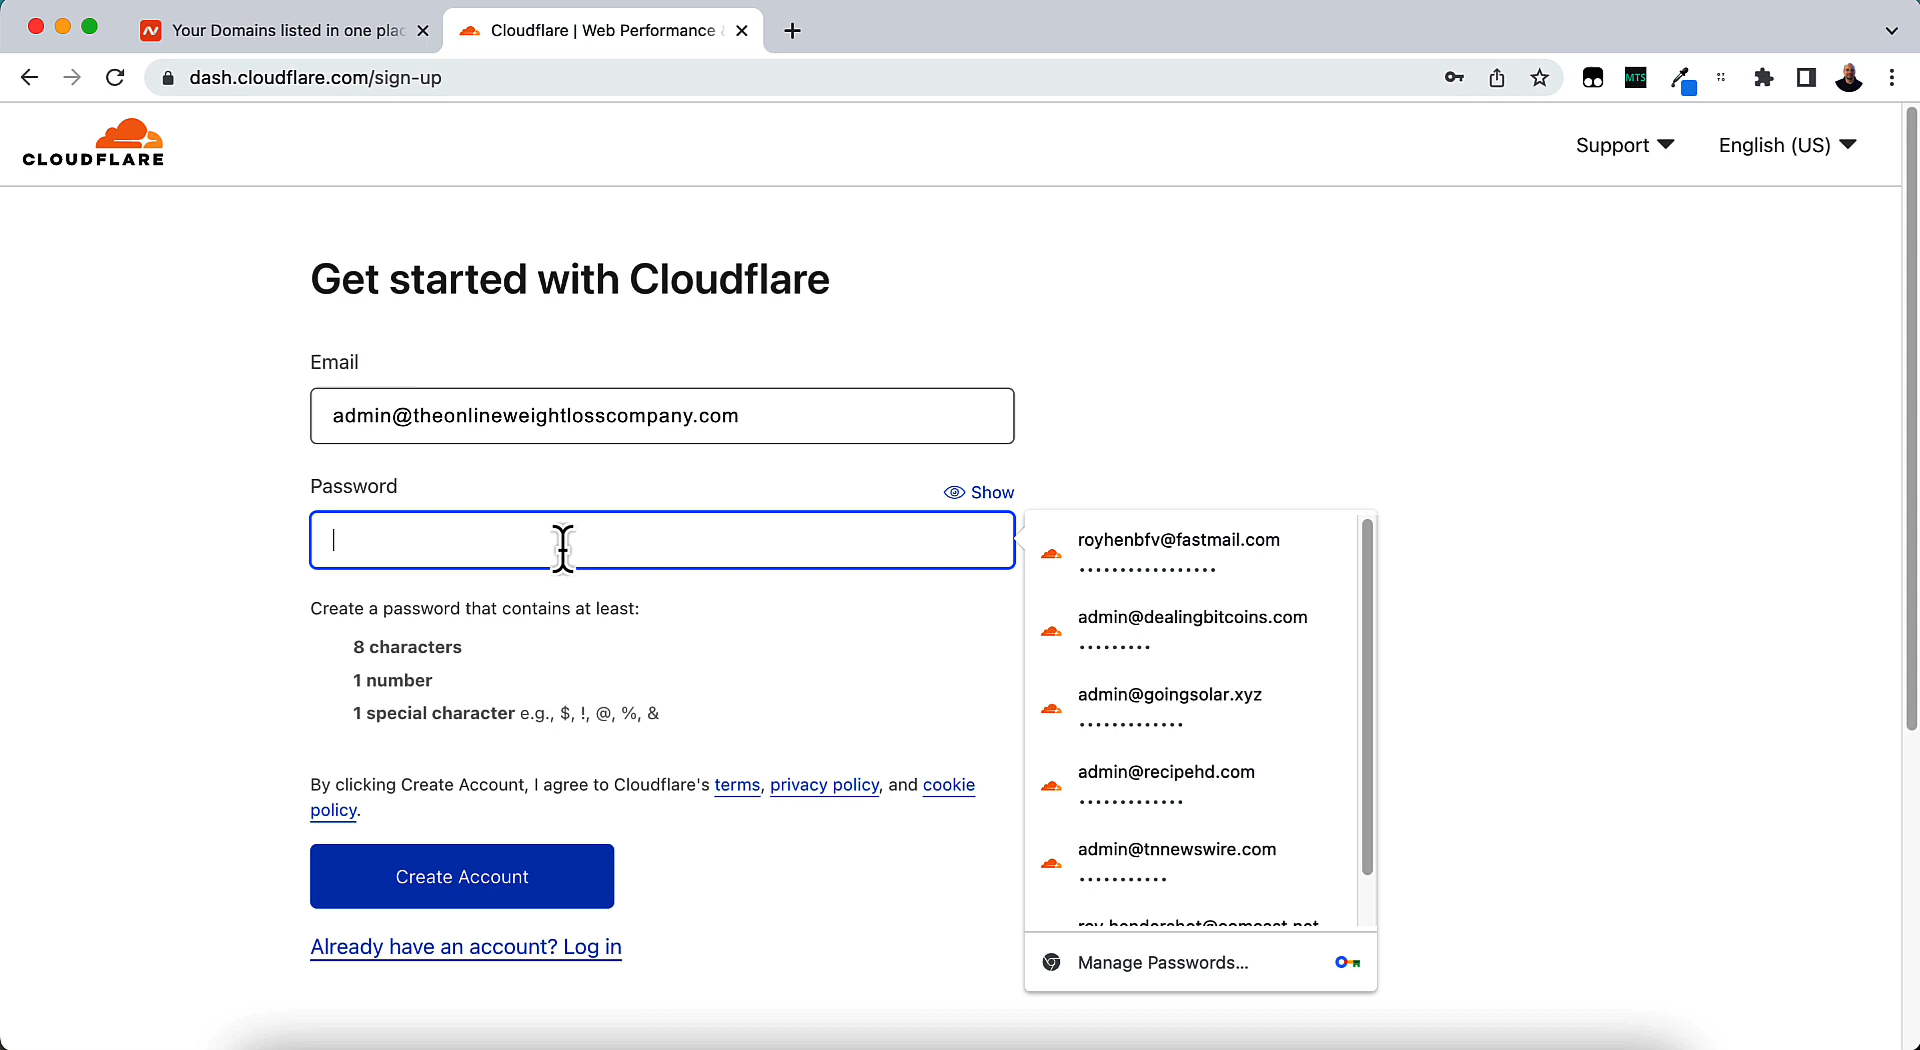 Your Domains listed in one plac
Cloudflare | Web Performance
dash.cloudflare.com/sign-up
MTS
CLOUDFLARE
Support
English (US)
Get started with Cloudflare
Email
admin@theonlineweightlosscompany.com
Password
Show
Create a password that contains at least:
8 characters
1 number
1 special character e.g., $, !, @, %, &
By clicking Create Account, I agree to Cloudflare's terms, privacy policy, and cookie
policy.
Create Account
Already have an account? Log in
royhenbfv@fastmail.com
•••••••••••••••••
admin@dealingbitcoins.com
•••••••••
admin@goingsolar.xyz
•••••••••••••
admin@recipehd.com
•••••••••••••
admin@tnnewswire.com
•••••••••••
Manage Passwords...